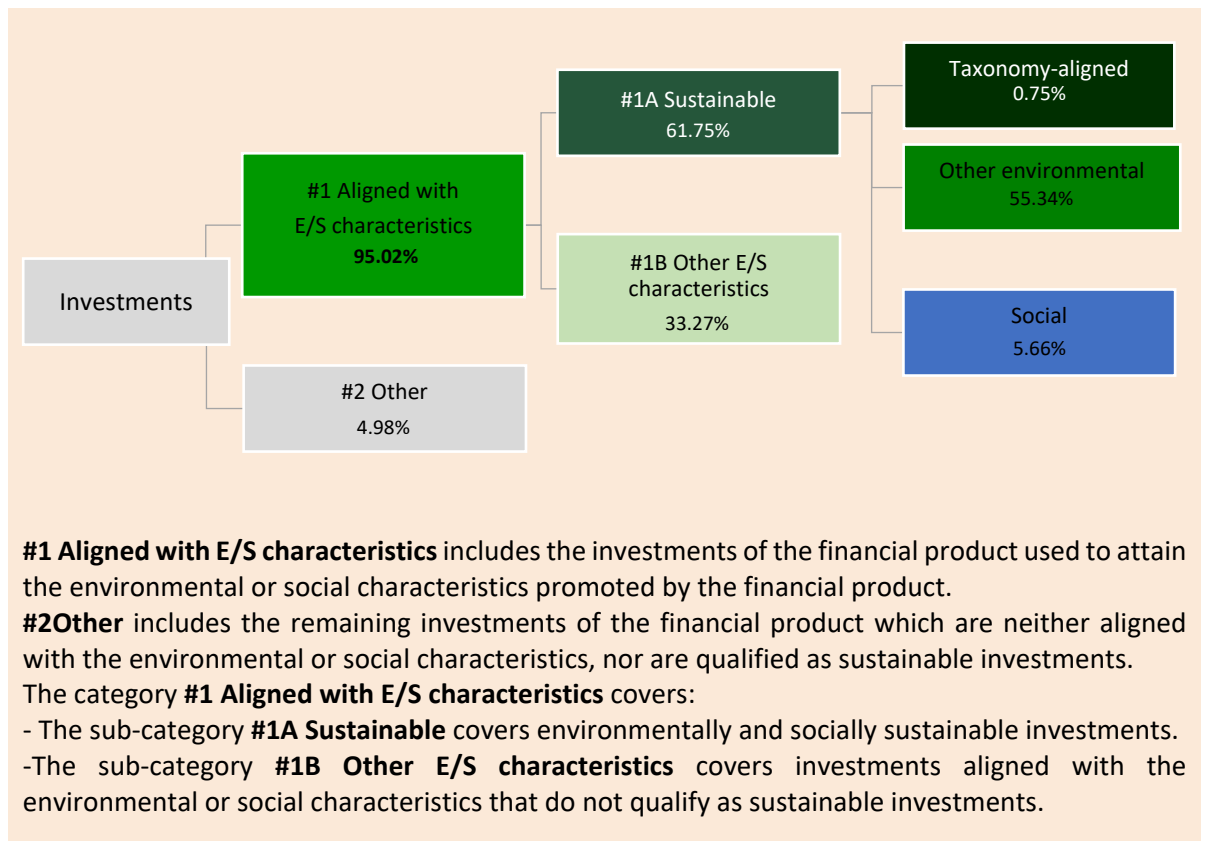 Investments
#1 Aligned with
E/S characteristics
95.02%
#2 Other
4.98%
#1A Sustainable
61.75%
#1B Other E/S
characteristics
33.27%
Taxonomy-aligned
0.75%
Other environmental
55.34%
Social
5.66%
#1 Aligned with E/S characteristics includes the investments of the financial product used to attain
the environmental or social characteristics promoted by the financial product.
#2Other includes the remaining investments of the financial product which are neither aligned
with the environmental or social characteristics, nor are qualified as sustainable investments.
The category #1 Aligned with E/S characteristics covers:
- The sub-category #1A Sustainable covers environmentally and socially sustainable investments.
-The sub-category #1B Other E/S characteristics covers investments aligned with the
environmental or social characteristics that do not qualify as sustainable investments.